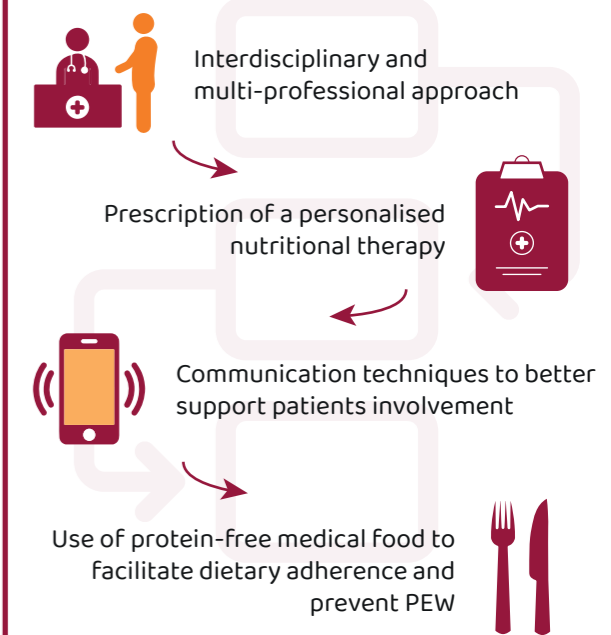 Interdisciplinary and
multi-professional approach
Prescription of a personalised
nutritional therapy
Communication techniques to better
support patients involvement
Use of protein-free medical food to
facilitate dietary adherence and
prevent PEW